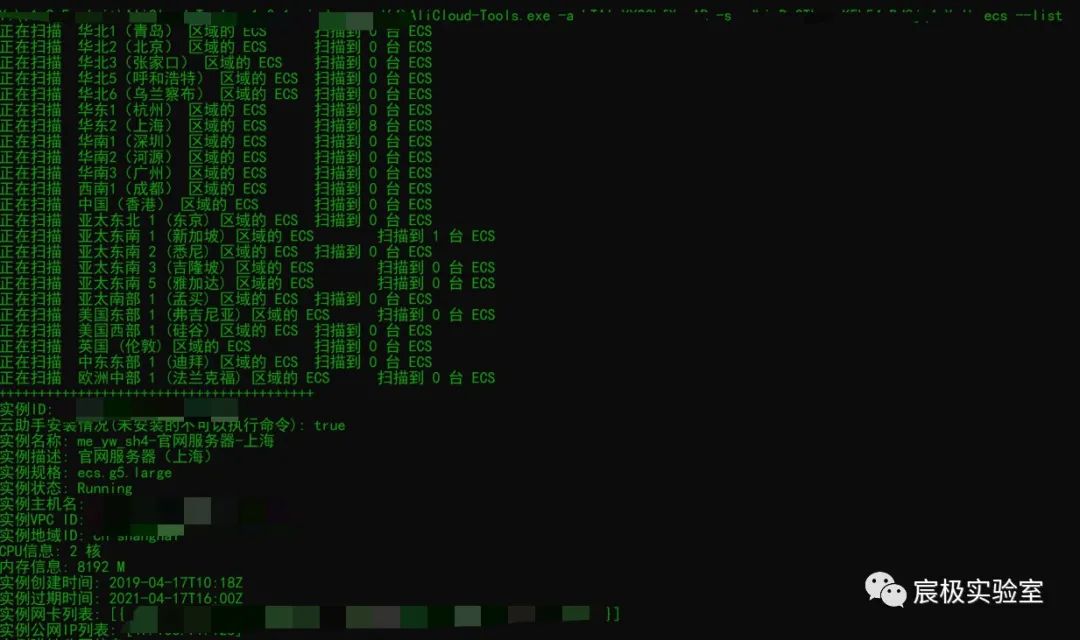 AliCloud-Tools.exe -a -s ecs --list
正在扫描 华北1（青岛） 区域的 ECS 扫描到 0 台 ECS
正在扫描 华北2（北京） 区域的 ECS 扫描到 0 台 ECS
正在扫描 华北3（张家口） 区域的 ECS 扫描到 0 台 ECS
正在扫描 华北5（呼和浩特） 区域的 ECS 扫描到 0 台 ECS
正在扫描 华北6（乌兰察布） 区域的 ECS 扫描到 0 台 ECS
正在扫描 华东1（杭州） 区域的 ECS 扫描到 0 台 ECS
正在扫描 华东2（上海） 区域的 ECS 扫描到 8 台 ECS
正在扫描 华南1（深圳） 区域的 ECS 扫描到 0 台 ECS
正在扫描 华南2（河源） 区域的 ECS 扫描到 0 台 ECS
正在扫描 华南3（广州） 区域的 ECS 扫描到 0 台 ECS
正在扫描 西南1（成都） 区域的 ECS 扫描到 0 台 ECS
正在扫描 中国（香港） 区域的 ECS 扫描到 0 台 ECS
正在扫描 亚太东北 1 (东京) 区域的 ECS 扫描到 0 台 ECS
正在扫描 亚太东南 1 (新加坡) 区域的 ECS 扫描到 1 台 ECS
正在扫描 亚太东南 2 (悉尼) 区域的 ECS 扫描到 0 台 ECS
正在扫描 亚太东南 3 (吉隆坡) 区域的 ECS 扫描到 0 台 ECS
正在扫描 亚太东南 5 (雅加达) 区域的 ECS 扫描到 0 台 ECS
正在扫描 亚太南部 1 (孟买) 区域的 ECS 扫描到 0 台 ECS
正在扫描 美国东部 1 (弗吉尼亚) 区域的 ECS 扫描到 0 台 ECS
正在扫描 美国西部 1 (硅谷) 区域的 ECS 扫描到 0 台 ECS
正在扫描 英国 (伦敦) 区域的 ECS 扫描到 0 台 ECS
正在扫描 中东东部 1 (迪拜) 区域的 ECS 扫描到 0 台 ECS
正在扫描 欧洲中部 1 (法兰克福) 区域的 ECS 扫描到 0 台 ECS
++++++++++++++++++++++++++++++++++++++++
实例ID:
云助手安装情况(未安装的不可以执行命令): true
实例名称: me_yw_sh4-官网服务器-上海
实例描述: 官网服务器（上海）
实例规格: ecs.g5.large
实例状态: Running
实例主机名:
实例VPC ID:
实例地域ID: cn-shanghai
CPU信息: 2 核
内存信息: 8192 M
实例创建时间: 2019-04-17T10:18Z
实例过期时间: 2021-04-17T16:00Z
实例网卡列表: [{ }]
实例公网IP列表:
宸极实验室